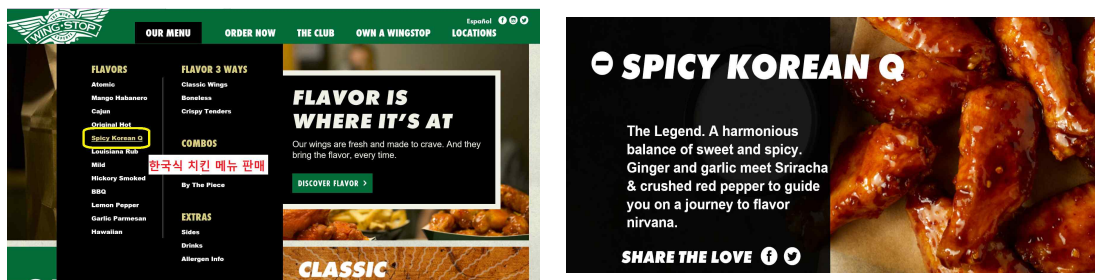 WING·STOP
Español
OUR MENU
ORDER NOW
THE CLUB
OWN A WINGSTOP
LOCATIONS
FLAVORS
Atomic
Mango Habanero
Cajun
Original Hot
Spicy Korean Q
Louisiana Rub
Mild
Hickory Smoked
BBQ
Lemon Pepper
Garlic Parmesan
Hawaiian
FLAVOR 3 WAYS
Classic Wings
Boneless
Crispy Tenders
COMBOS
한국식 치킨 메뉴 판매
By The Piece
EXTRAS
Sides
Drinks
Allergen Info
FLAVOR IS
WHERE IT'S AT
Our wings are fresh and made to crave. And they
bring the flavor, every time.
DISCOVER FLAVOR >
CLASSIC
SPICY KOREAN Q
The Legend. A harmonious
balance of sweet and spicy.
Ginger and garlic meet Sriracha
& crushed red pepper to guide
you on a journey to flavor
nirvana.
SHARE THE LOVE